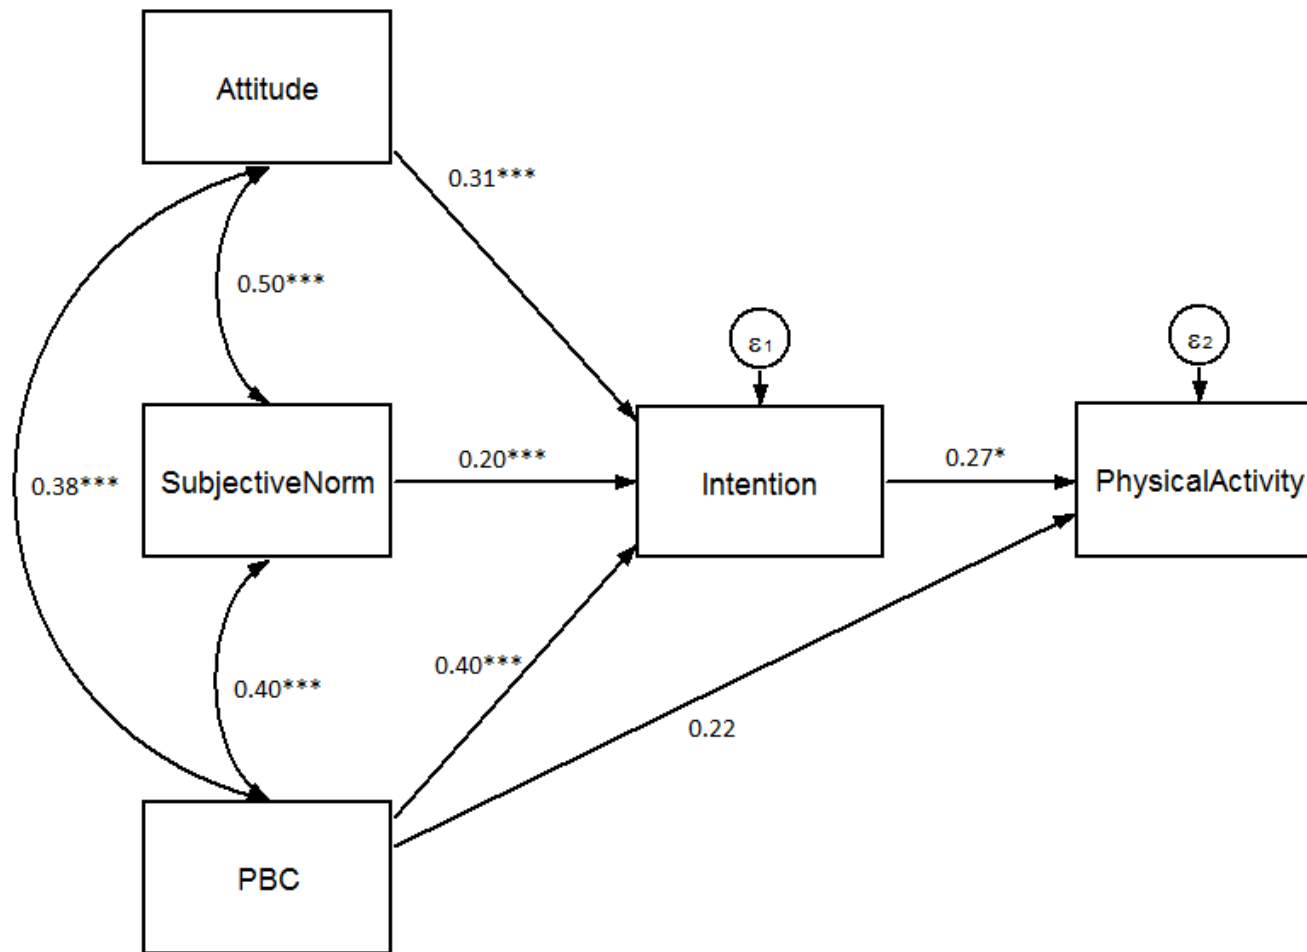 Attitude
0.31***
0.50***
ε1
ε2
0.38***
SubjectiveNorm
0.20***
Intention
0.27*
PhysicalActivity
0.40***
0.40***
0.22
PBC